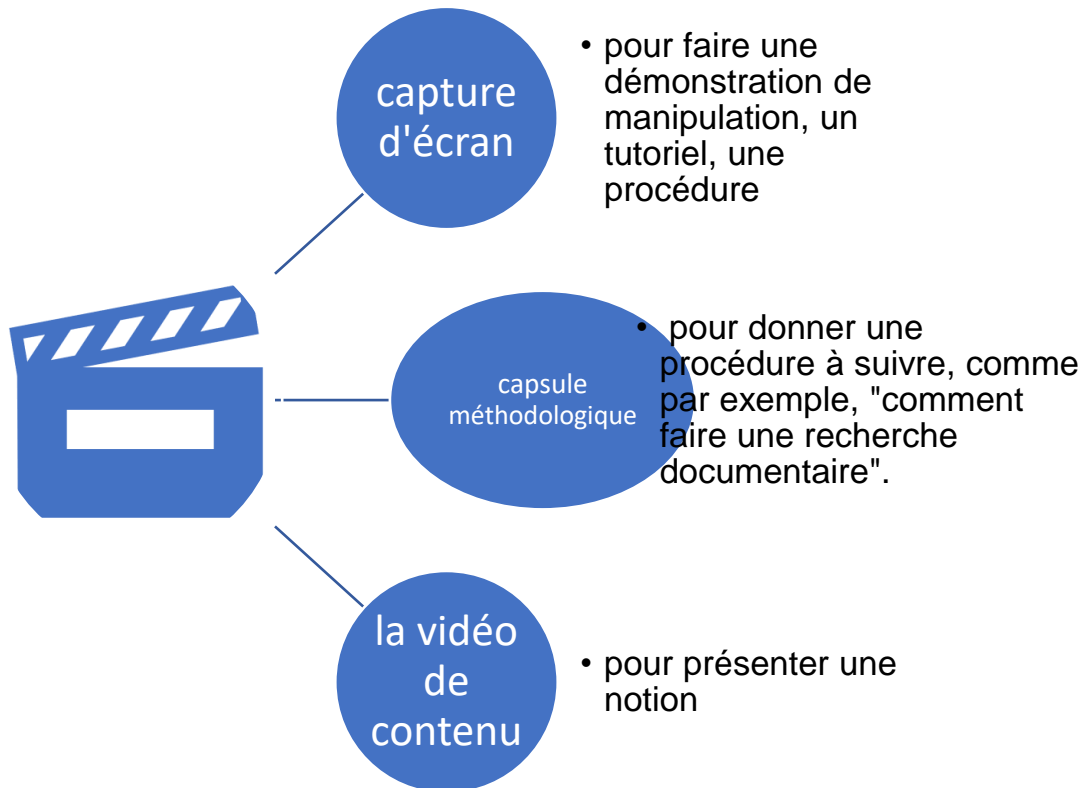 capture
d'écran
• pour faire une
démonstration de
manipulation, un
tutoriel, une
procédure
capsule
méthodologique
• pour donner une
procédure à suivre, comme
par exemple, "comment
faire une recherche
documentaire".
la vidéo
de
contenu
• pour présenter une
notion